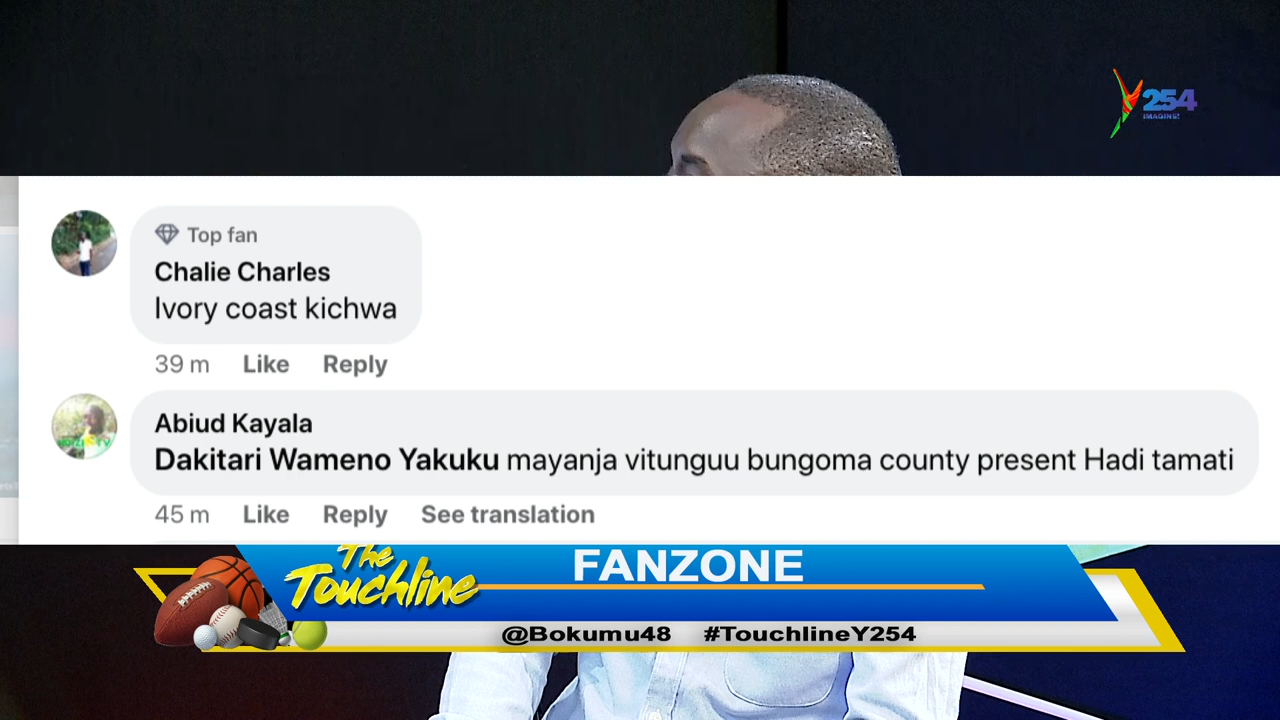 254
IMAGINE!
Top fan
Chalie Charles
Ivory coast kichwa
39 m Like Reply
Abiud Kayala
Dakitari Wameno Yakuku mayanja vitunguu bungoma county present Hadi tamati
45 m Like Reply See translation
The
Touchline
FANZONE
@Bokumu48 #TouchlineY254